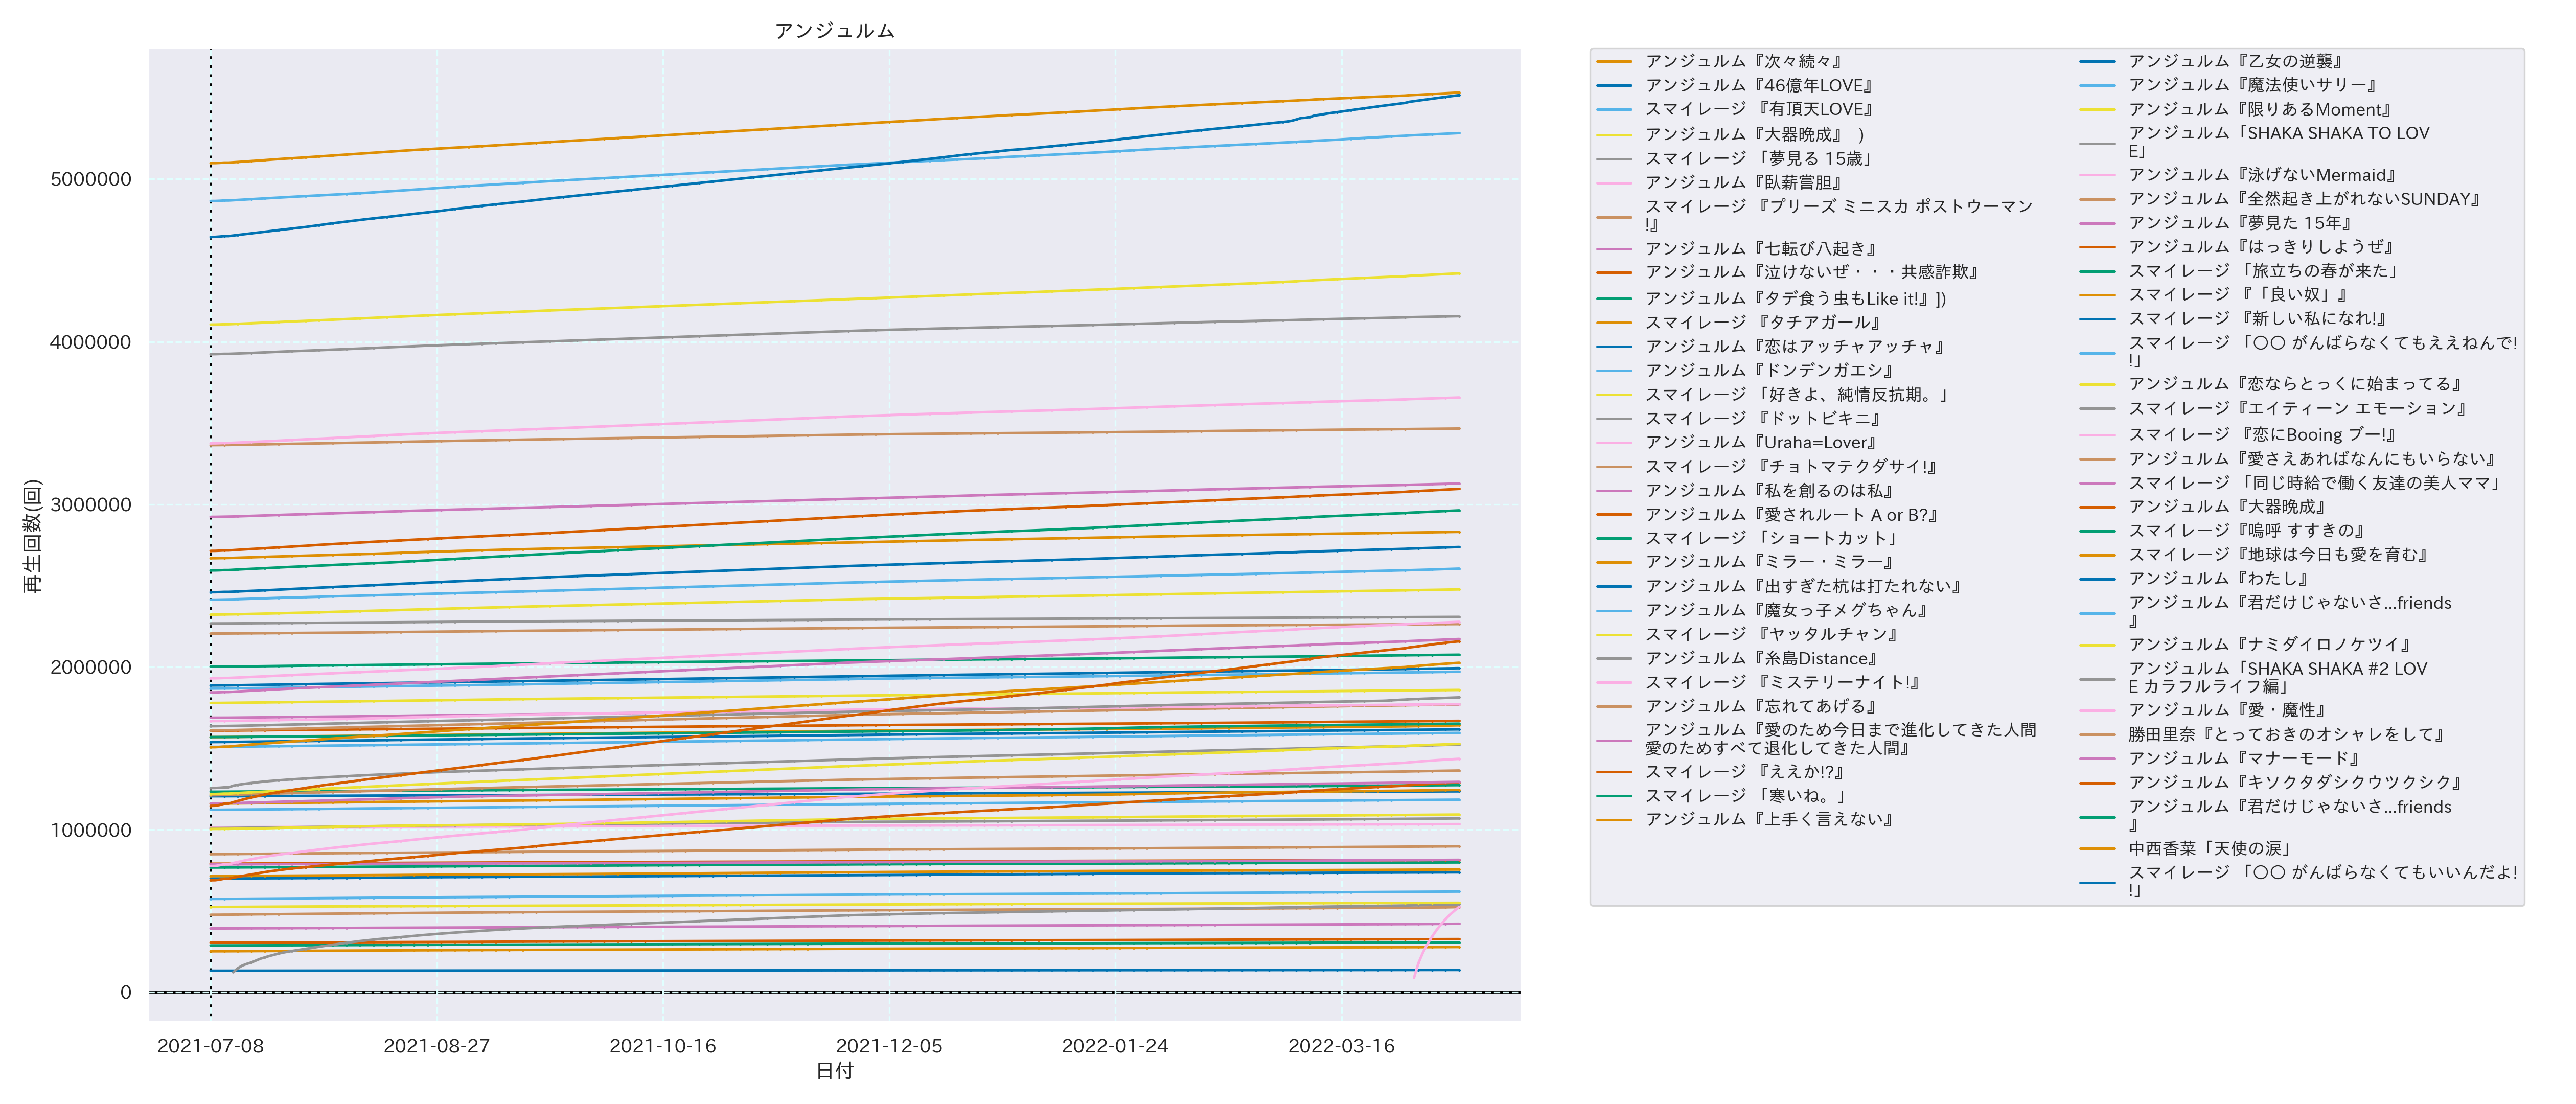 アンジュルム
再生回数(回)
5000000
4000000
3000000
2000000
1000000
0
2021-07-08
2021-08-27
2021-10-16
2021-12-05
2022-01-24
2022-03-16
日付
アンジュルム『次々続々』
アンジュルム『46億年LOVE』
スマイレージ 『有頂天LOVE』
アンジュルム『大器晩成』 )
スマイレージ 「夢見る 15歳」
アンジュルム『臥薪嘗胆』
スマイレージ 『プリーズ ミニスカ ポストウーマン
!』
アンジュルム『七転び八起き』
アンジュルム『泣けないぜ・・・共感詐欺』
アンジュルム『タデ食う虫もLike it!』])
スマイレージ 『タチアガール』
アンジュルム『恋はアッチャアッチャ』
アンジュルム『ドンデンガエシ』
スマイレージ 「好きよ、純情反抗期。」
スマイレージ 『ドットビキニ』
アンジュルム『Uraha=Lover』
スマイレージ 『チョトマテクダサイ!』
アンジュルム『私を創るのは私』
アンジュルム『愛されルート A or B?』
スマイレージ 「ショートカット」
アンジュルム『ミラー・ミラー』
アンジュルム『出すぎた杭は打たれない』
アンジュルム『魔女っ子メグちゃん』
スマイレージ 『ヤッタルチャン』
アンジュルム『糸島Distance』
スマイレージ 『ミステリーナイト!』
アンジュルム『忘れてあげる』
アンジュルム『愛のため今日まで進化してきた人間
愛のためすべて退化してきた人間』
スマイレージ 『ええか!?』
スマイレージ 「寒いね。」
アンジュルム『上手く言えない』
アンジュルム『乙女の逆襲』
アンジュルム『魔法使いサリー』
アンジュルム『限りあるMoment』
アンジュルム「SHAKA SHAKA TO LOV
E」
アンジュルム『泳げないMermaid』
アンジュルム『全然起き上がれないSUNDAY』
アンジュルム『夢見た 15年』
アンジュルム『はっきりしようぜ』
スマイレージ 「旅立ちの春が来た」
スマイレージ 『「良い奴」』
スマイレージ 『新しい私になれ!』
スマイレージ 「〇〇 がんばらなくてもええねんで!
!」
アンジュルム『恋ならとっくに始まってる』
スマイレージ『エイティーン エモーション』
スマイレージ 『恋にBooing ブー!』
アンジュルム『愛さえあればなんにもいらない』
スマイレージ 「同じ時給で働く友達の美人ママ」
アンジュルム『大器晩成』
スマイレージ『嗚呼 すすきの』
スマイレージ『地球は今日も愛を育む』
アンジュルム『わたし』
アンジュルム『君だけじゃないさ...friends
』
アンジュルム『ナミダイロノケツイ』
アンジュルム「SHAKA SHAKA #2 LOV
E カラフルライフ編」
アンジュルム『愛・魔性』
勝田里奈『とっておきのオシャレをして』
アンジュルム『マナーモード』
アンジュルム『キソクタダシクウツクシク』
アンジュルム『君だけじゃないさ...friends
』
中西香菜「天使の涙」
スマイレージ 「〇〇 がんばらなくてもいいんだよ!
!」